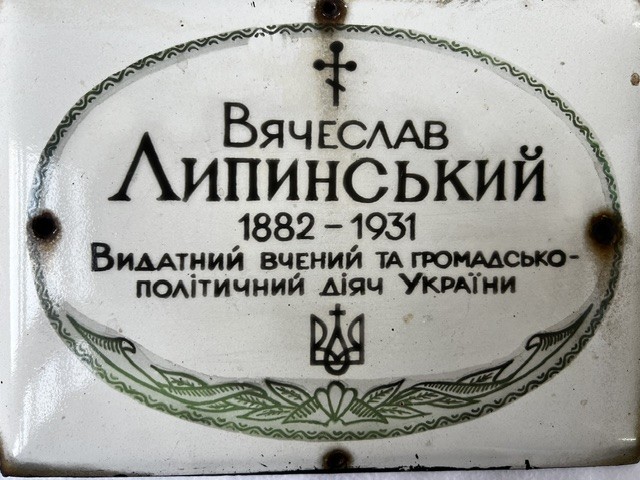 Вячеслав
Липинський
1882 – 1931
Видатний вчений та громадсько-
політичний діяч України